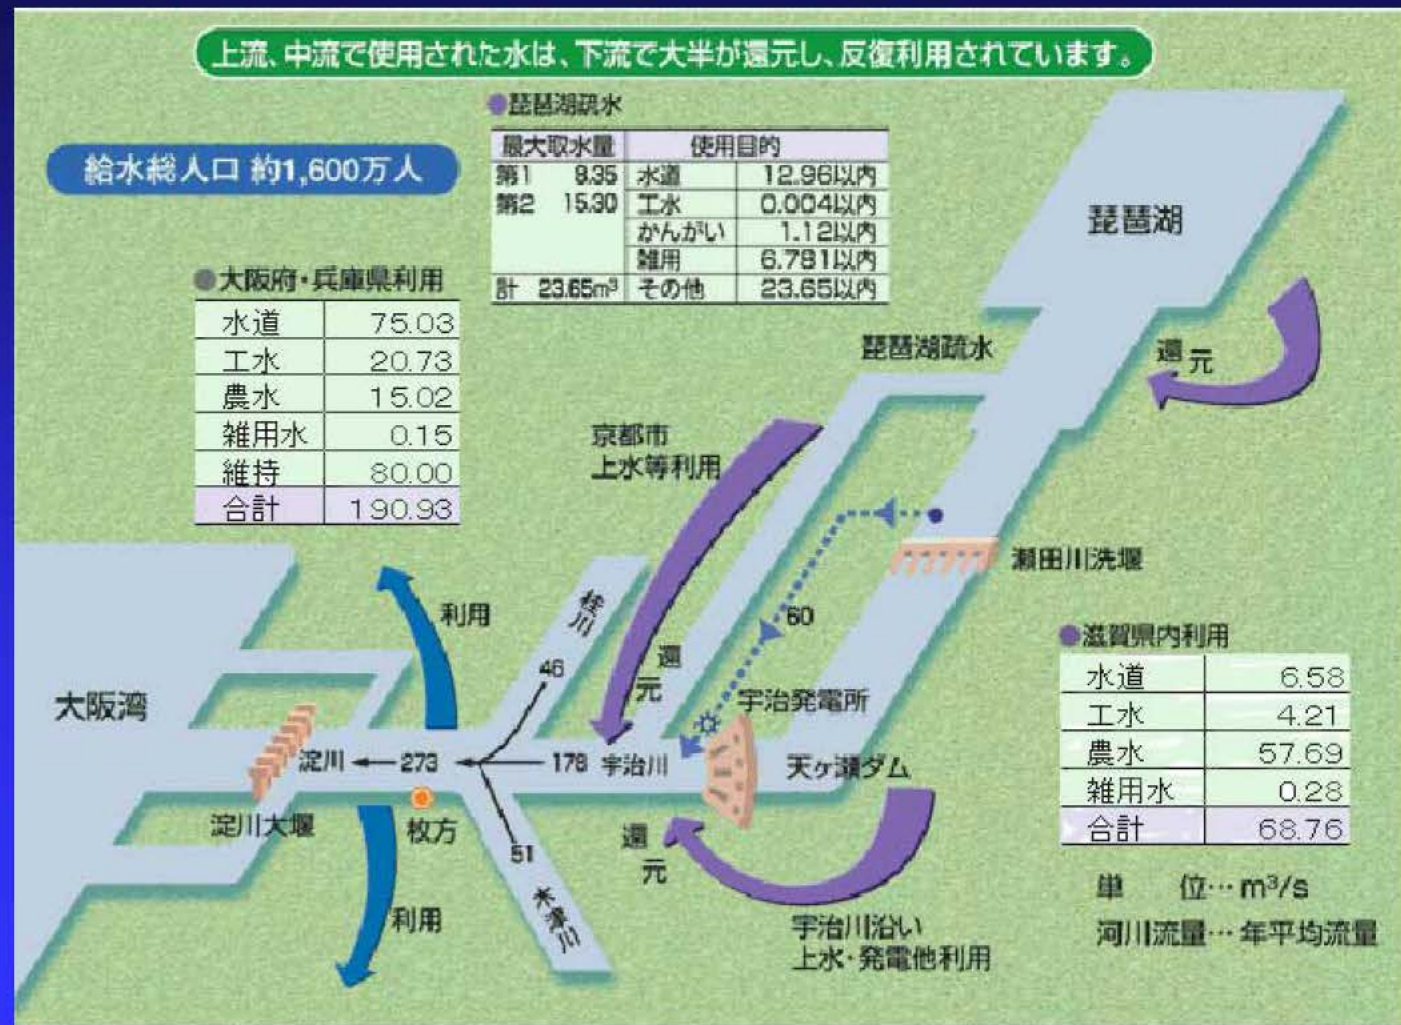 上流、中流で使用された水は、下流で大半が還元し、反復利用されています。
●琵琶湖疏水
最大取水量 使用目的
第1 8.35 水道 12.96以内
第2 15.30 工水 0.004以内
かんがい 1.12以内
雑用 6.781以内
計 23.65m³ その他 23.65以内
給水総人口 約1,600万人
琵琶湖
●大阪府・兵庫県利用
水道 75.03
工水 20.73
農水 15.02
雑用水 0.15
維持 80.00
合計 190.93
琵琶湖疏水
還元
京都市
上水等利用
瀬田川洗堰
利用
桂川
46
還元
60
宇治発電所
●滋賀県内利用
水道 6.58
工水 4.21
農水 57.69
雑用水 0.28
合計 68.76
大阪湾
淀川
273
178
宇治川
天ヶ瀬ダム
淀川大堰
枚方
51
還元
木津川
利用
宇治川沿い
上水・発電他利用
単 位…m³/s
河川流量…年平均流量